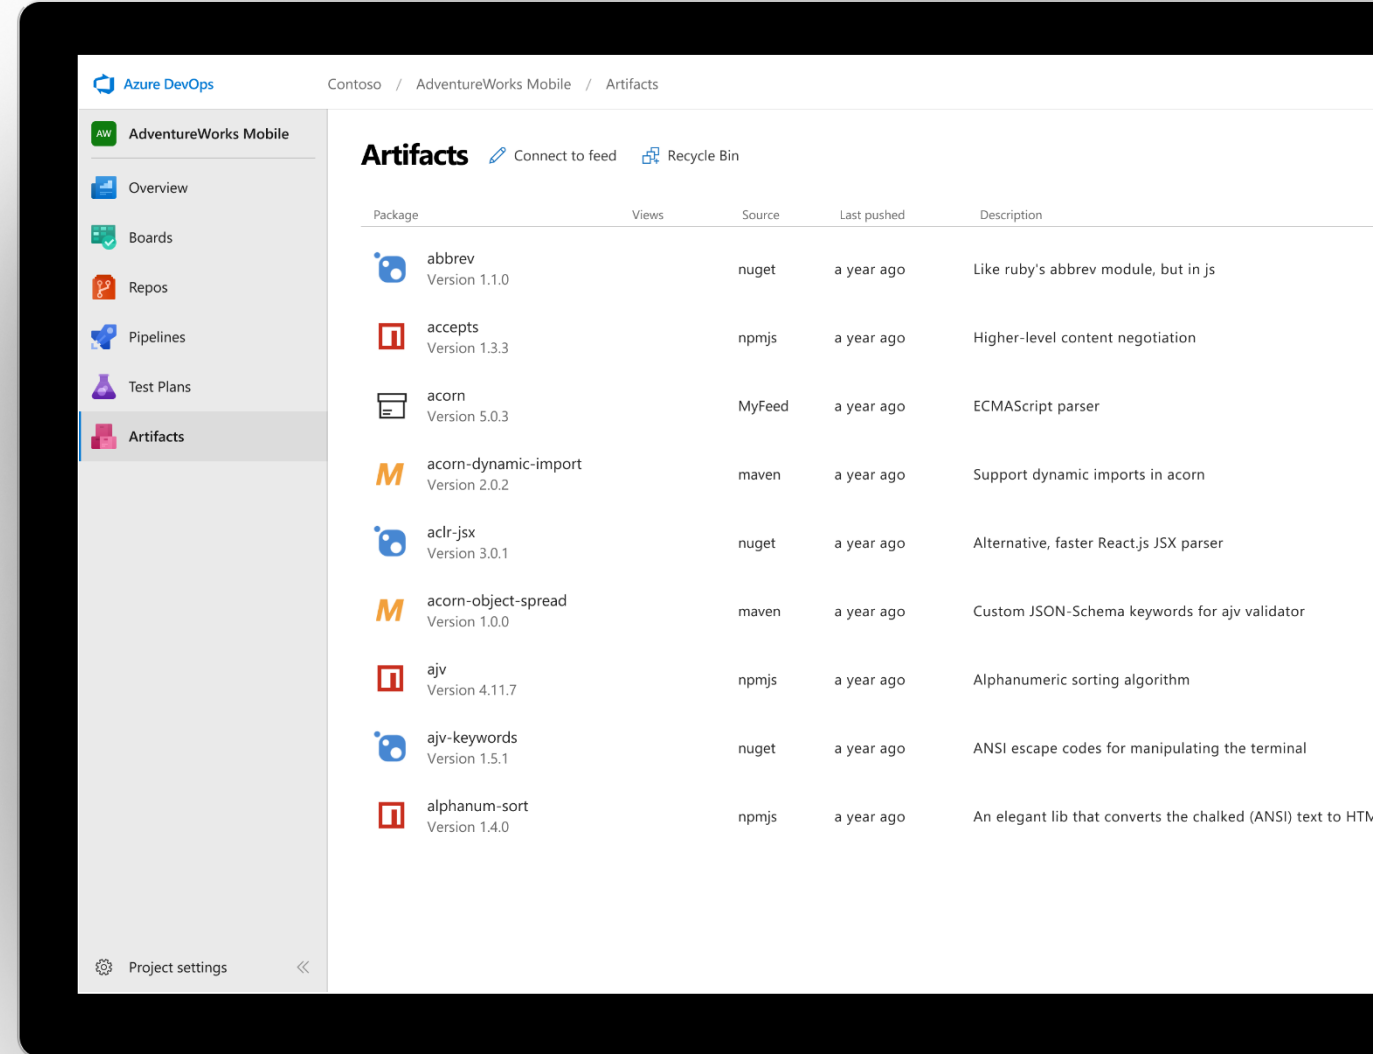 Azure DevOps
Contoso / AdventureWorks Mobile / Artifacts
AW AdventureWorks Mobile
Overview
Boards
Repos
Pipelines
Test Plans
Artifacts
Project settings
Artifacts Connect to feed Recycle Bin
Package Views Source Last pushed Description
abbrev
Version 1.1.0
nuget a year ago Like ruby's abbrev module, but in js
accepts
Version 1.3.3
npmjs a year ago Higher-level content negotiation
acorn
Version 5.0.3
MyFeed a year ago ECMAScript parser
M
acorn-dynamic-import
Version 2.0.2
maven a year ago Support dynamic imports in acorn
aclr-jsx
Version 3.0.1
nuget a year ago Alternative, faster React.js JSX parser
M
acorn-object-spread
Version 1.0.0
maven a year ago Custom JSON-Schema keywords for ajv validator
ajv
Version 4.11.7
npmjs a year ago Alphanumeric sorting algorithm
ajv-keywords
Version 1.5.1
nuget a year ago ANSI escape codes for manipulating the terminal
alphanum-sort
Version 1.4.0
npmjs a year ago An elegant lib that converts the chalked (ANSI) text to HTM